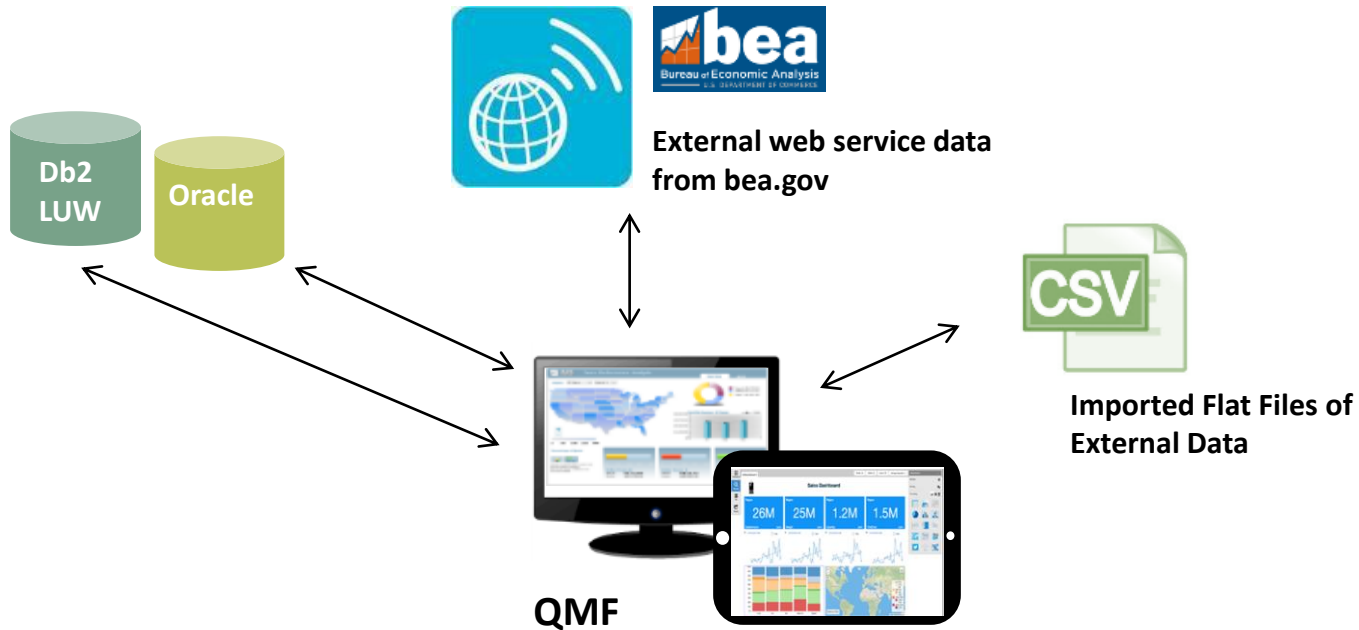 bea
Bureau of Economic Analysis
U.S. DEPARTMENT OF COMMERCE
External web service data
from bea.gov
Db2
LUW
Oracle
CSV
Imported Flat Files of
External Data
Sales Dashboard
26M
25M
1.2M
1.5M
QMF